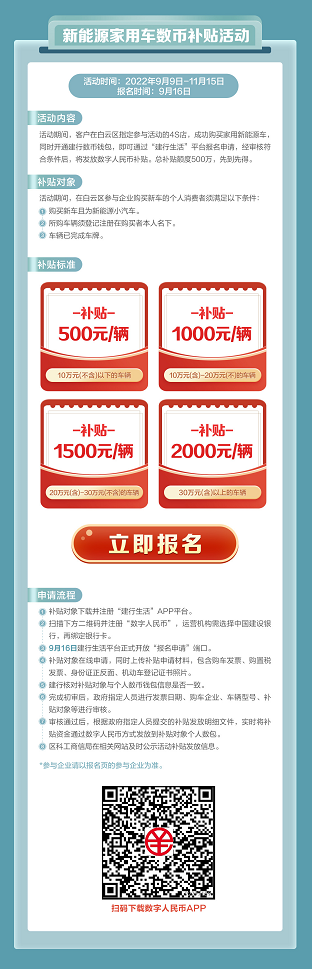 新能源家用车数币补贴活动
活动时间：2022年9月9日-11月15日
报名时间：9月16日
活动内容
活动期间，客户在白云区指定参与活动的4S店，成功购买家用新能源车，
同时开通建行数币钱包，即可通过“建行生活”平台报名申请，经审核符
合条件后，将发放数字人民币补贴。总补贴额度500万，先到先得。
补贴对象
活动期间，在白云区参与企业购买新车的个人消费者须满足以下条件：
① 购买新车且为新能源小汽车。
② 所购车辆须登记注册在购买者本人名下。
③ 车辆已完成车牌。
补贴标准
-补贴-
500元/辆
10万元(不含)以下的车辆
-补贴-
1000元/辆
10万元(含)-20万元(不)的车辆
-补贴-
1500元/辆
20万元(含)-30万元(不含)的车辆
-补贴-
2000元/辆
30万元(含)以上的车辆
立即报名
申请流程
① 补贴对象下载并注册“建行生活”APP平台。
② 扫描下方二维码并注册“数字人民币”，运营机构需选择中国建设银
行，再绑定银行卡。
③ 9月16日建行生活平台正式开放“报名申请”端口。
④ 补贴对象在线申请，同时上传补贴申请材料，包含购车发票、购置税
发票、身份证正反面，机动车登记证书照片。
⑤ 建行核对补贴对象与个人数币钱包信息是否一致。
⑥ 完成初审后，政府指定人员进行发票日期、购车企业、车辆型号、补
贴对象等进行审核。
⑦ 审核通过后，根据政府指定人员提交的补贴发放明细文件，实时将补
贴资金通过数字人民币方式发放到补贴对象个人数包。
⑧ 区科工商信局在相关网站及时公示活动补贴发放信息。
*参与企业请以报名页的参与企业为准。
扫码下载数字人民币APP